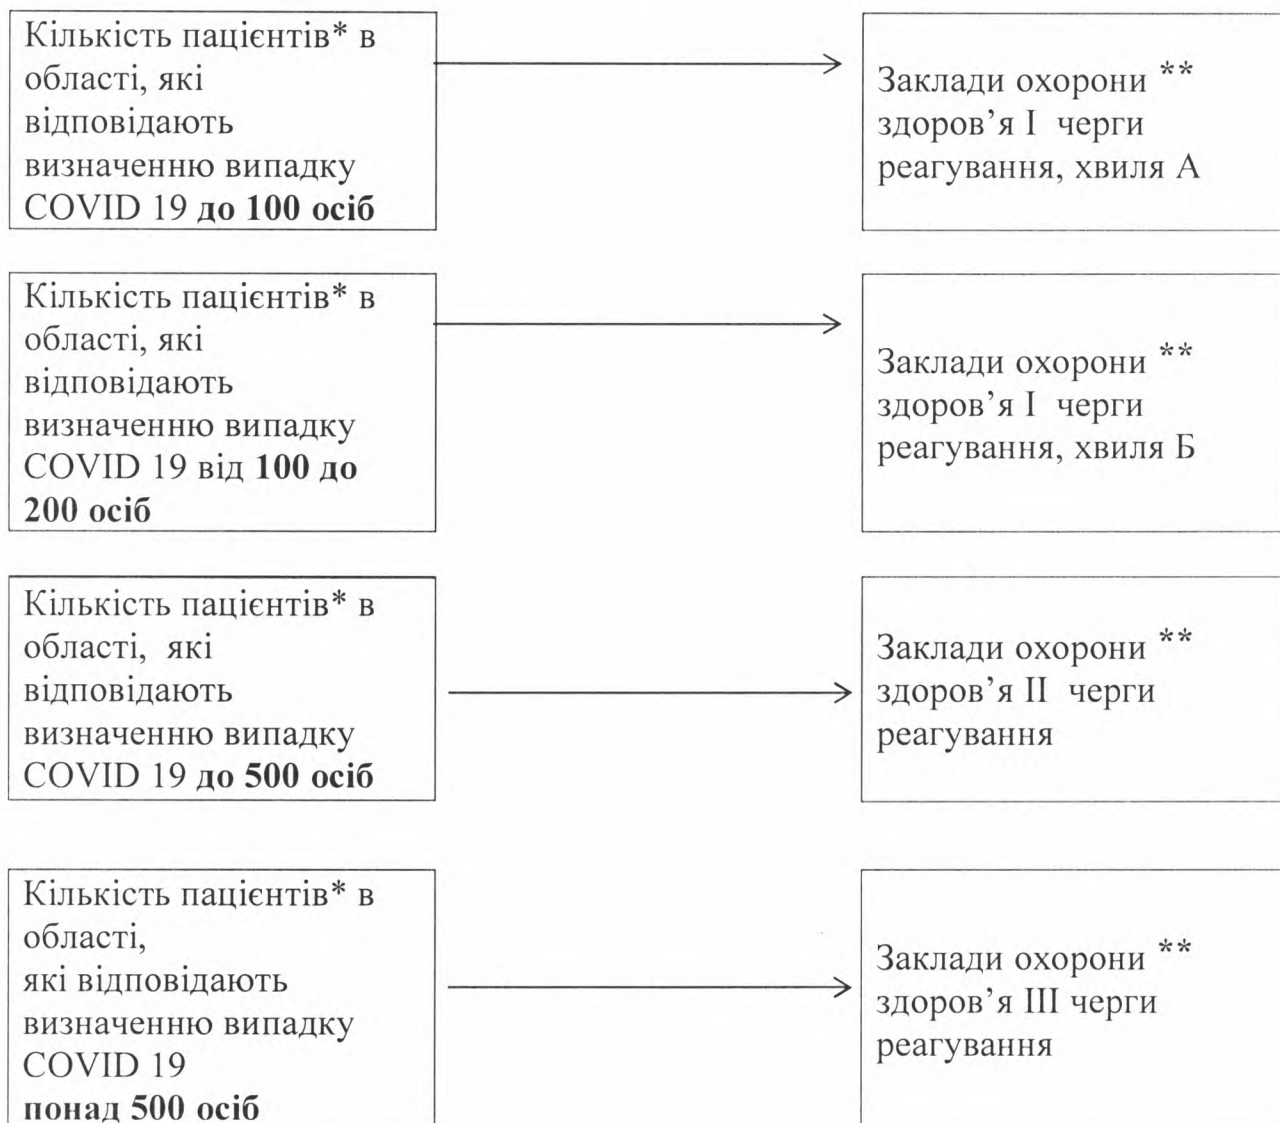 Кількість пацієнтів* в
області, які
відповідають
визначенню випадку
COVID 19 до 100 осіб
Заклади охорони **
здоров’я І черги
реагування, хвиля А
Кількість пацієнтів* в
області, які
відповідають
визначенню випадку
COVID 19 від 100 до
200 осіб
Заклади охорони **
здоров’я І черги
реагування, хвиля Б
Кількість пацієнтів* в
області, які
відповідають
визначенню випадку
COVID 19 до 500 осіб
Заклади охорони **
здоров’я ІІ черги
реагування
Кількість пацієнтів* в
області,
які відповідають
визначенню випадку
COVID 19
понад 500 осіб
Заклади охорони **
здоров’я ІІІ черги
реагування